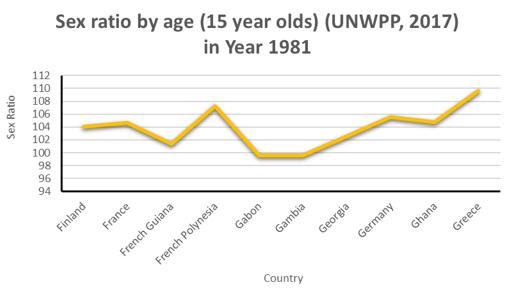 Sex ratio by age (15 year olds) (UNWPP, 2017)
in Year 1981
112
110
108
106
104
102
100
98
96
94
Sex Ratio
Finland
France
French Guiana
French Polynesia
Gabon
Gambia
Georgia
Germany
Ghana
Greece
Country